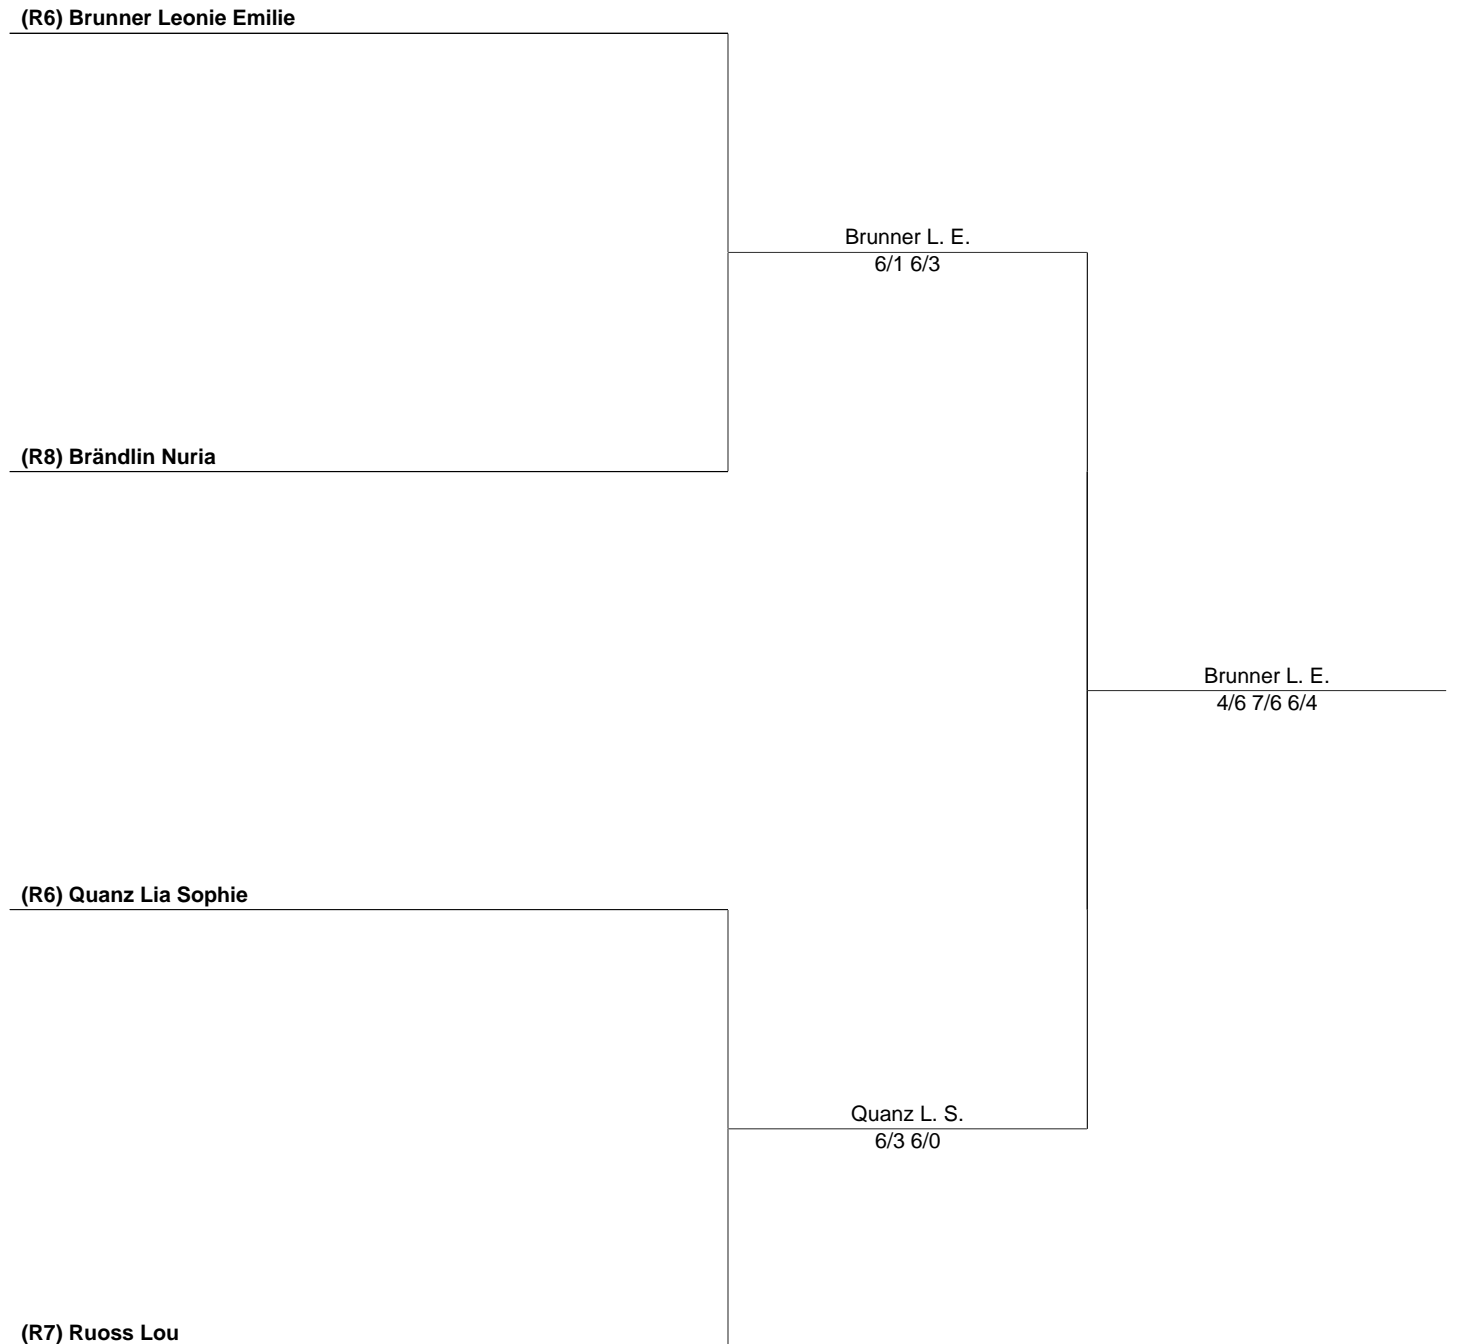 (R6) Brunner Leonie Emilie
Brunner L. E.
6/1 6/3
(R8) Brändlin Nuria
Brunner L. E.
4/6 7/6 6/4
(R6) Quanz Lia Sophie
Quanz L. S.
6/3 6/0
(R7) Ruoss Lou